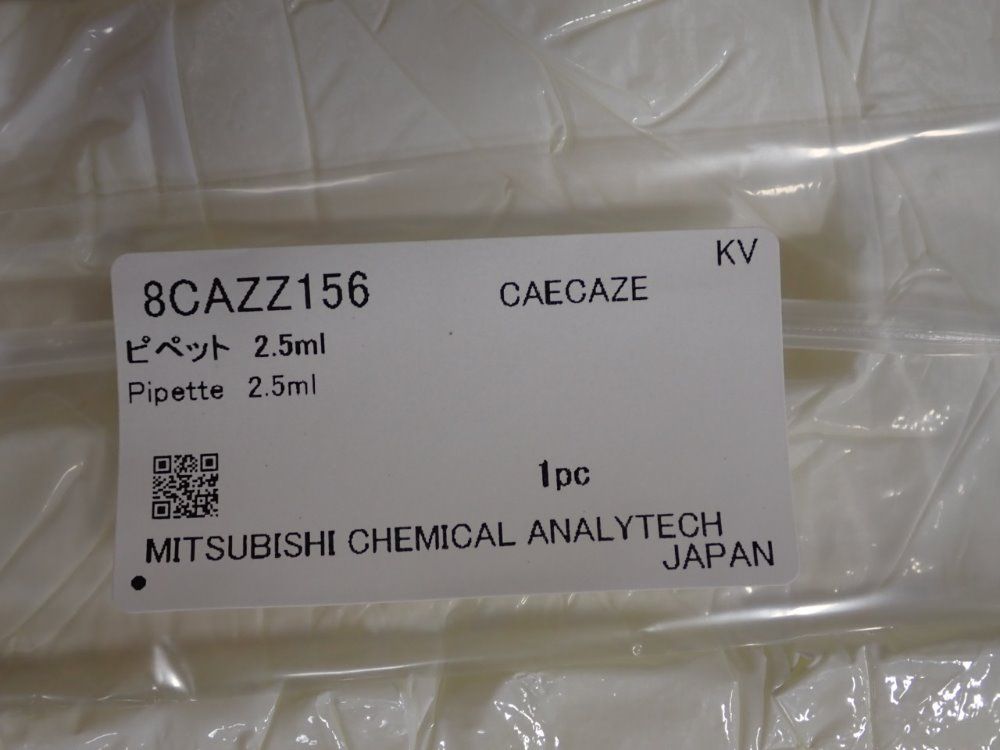 KV
8CAZZ156 CAECAZE
ピペット 2.5ml
Pipette 2.5ml
1pc
MITSUBISHI CHEMICAL ANALYTECH
JAPAN